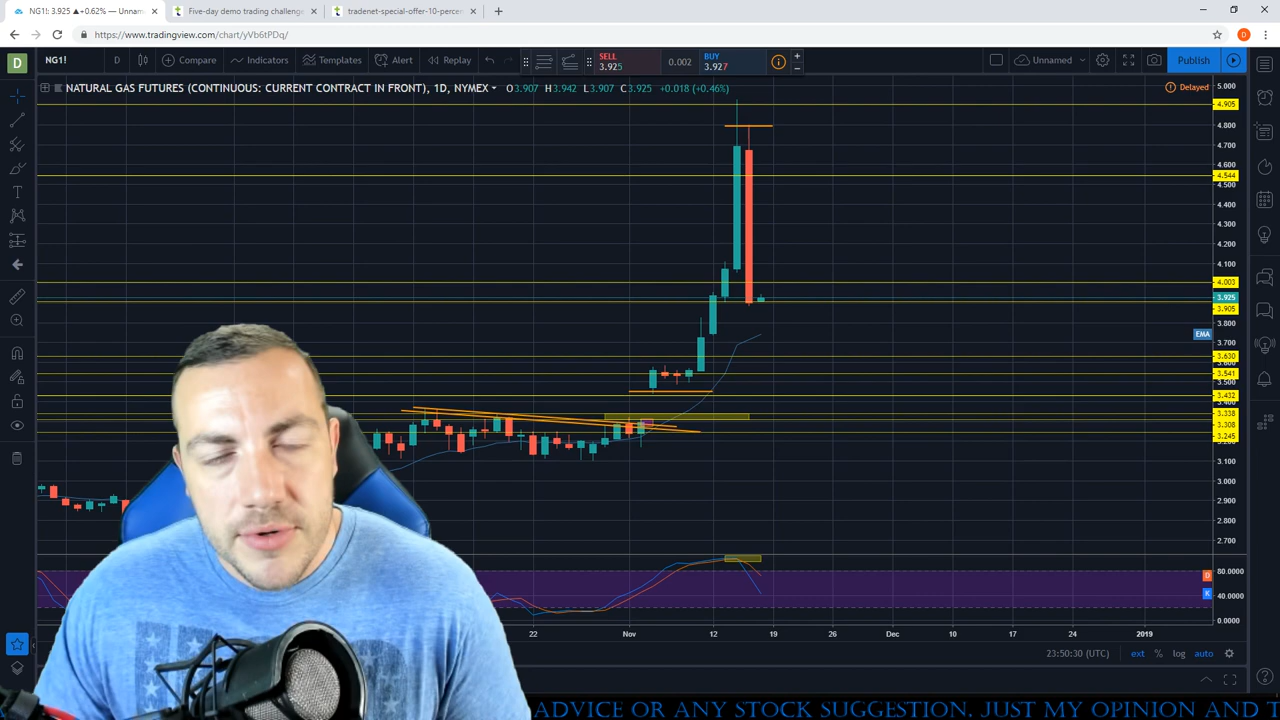 NG1!: 3.925 ▲+0.62% — Unnam
Five-day demo trading challenge
tradenet-special-offer-10-percen
https://www.tradingview.com/chart/yVb6tPDq/
D
NG1!
D
Compare
Indicators
Templates
Alert
Replay
SELL
3.925
0.002
BUY
3.927
Unnamed
Publish
NATURAL GAS FUTURES (CONTINUOUS: CURRENT CONTRACT IN FRONT), 1D, NYMEX
O3.907 H3.942 L3.907 C3.925 +0.018 (+0.46%)
Delayed
5.000
4.905
4.800
4.700
4.600
4.544
4.500
4.400
4.300
4.200
4.100
4.003
3.925
3.905
3.800
EMA
3.700
3.630
3.541
3.500
3.432
3.338
3.308
3.245
3.100
3.000
2.900
2.800
2.700
D
80.0000
K
40.0000
0.0000
22
Nov
12
19
26
Dec
10
17
24
2019
23:50:30 (UTC)
ext
%
log
auto
ADVICE OR ANY STOCK SUGGESTION. JUST MY OPINION AND T